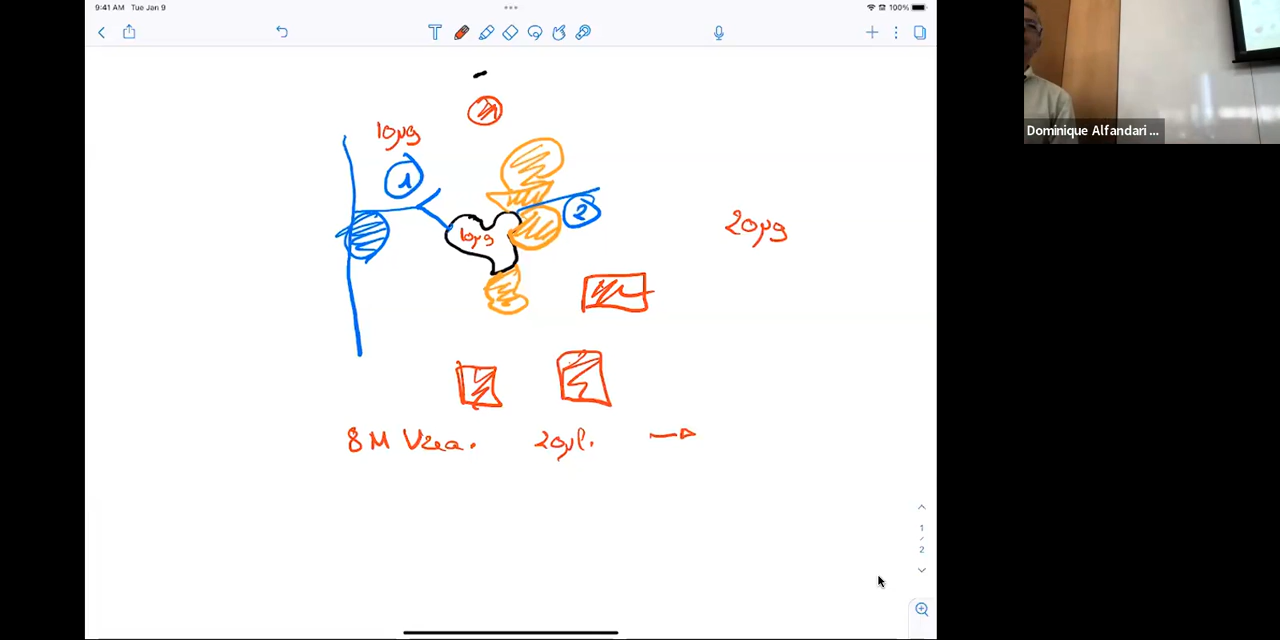 9:41 AM Tue Jan 9
100%
T
Dominique Alfandari ...
10µg
1
2
10µg
20µg
8M Urea. 20µl.
1
/
2